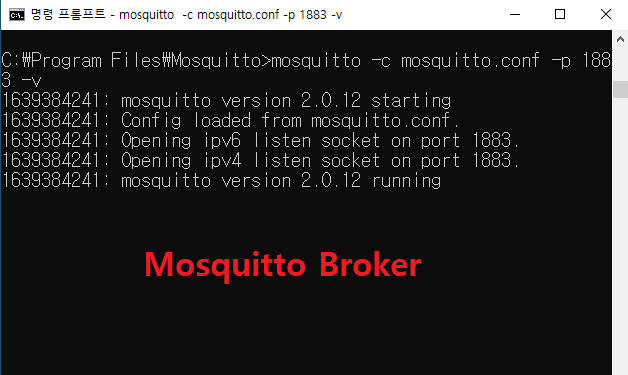 명령 프롬프트 - mosquitto  -c mosquitto.conf -p 1883 -v
C:\Program Files\Mosquitto>mosquitto -c mosquitto.conf -p 188
3 -v
1639384241: mosquitto version 2.0.12 starting
1639384241: Config loaded from mosquitto.conf.
1639384241: Opening ipv6 listen socket on port 1883.
1639384241: Opening ipv4 listen socket on port 1883.
1639384241: mosquitto version 2.0.12 running
Mosquitto Broker